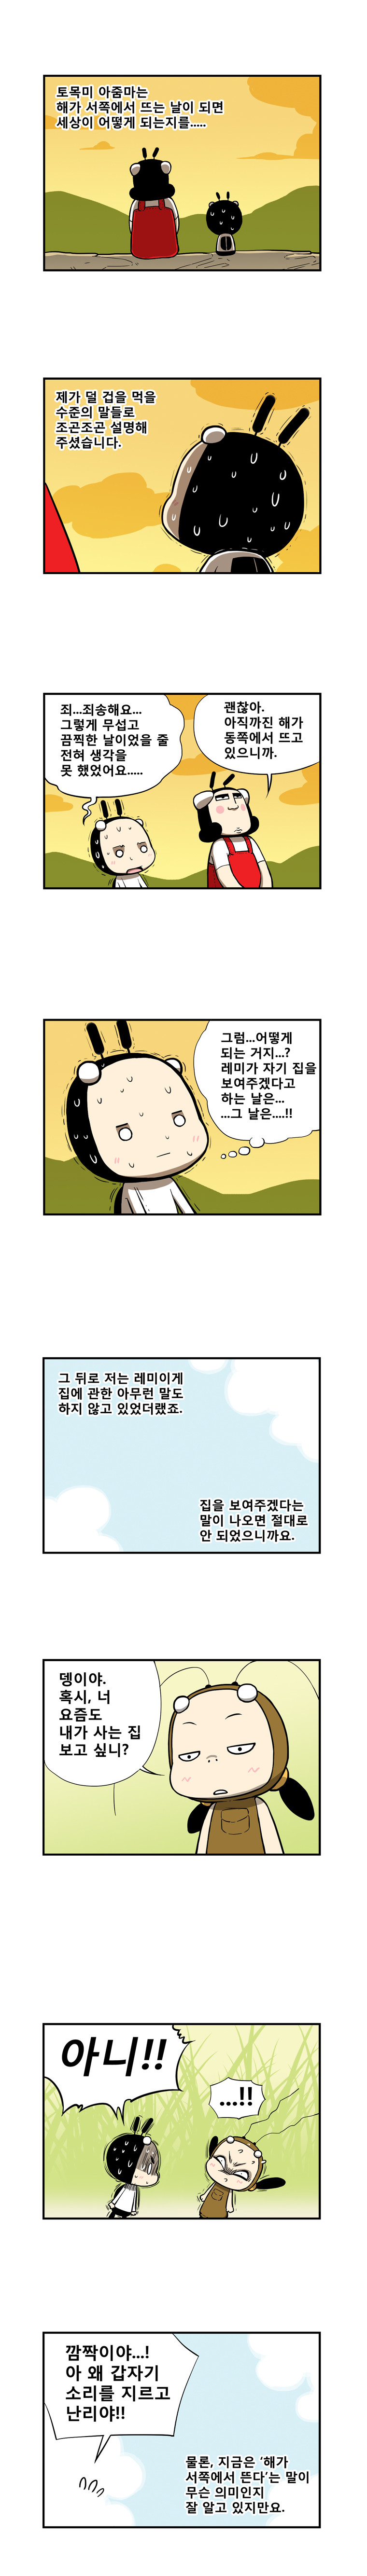 토목미 아줌마는
해가 서쪽에서 뜨는 날이 되면
세상이 어떻게 되는지를.....
제가 덜 겁을 먹을
수준의 말들로
조곤조곤 설명해
주셨습니다.
죄...죄송해요...
그렇게 무섭고
끔찍한 날이었을 줄
전혀 생각을
못 했었어요.....
괜찮아.
아직까진 해가
동쪽에서 뜨고
있으니까.
그럼...어떻게
되는 거지...?
레미가 자기 집을
보여주겠다고
하는 날은...
...그 날은....!!
그 뒤로 저는 레미에게
집에 관한 아무런 말도
하지 않고 있었더랬죠.
집을 보여주겠다는
말이 나오면 절대로
안 되었으니까요.
뎅이야.
혹시, 너
요즘도
내가 사는 집
보고 싶니?
아니!!
...!!
깜짝이야...!
아 왜 갑자기
소리를 지르고
난리야!!
물론, 지금은 '해가
서쪽에서 뜬다'는 말이
무슨 의미인지
잘 알고 있지만요.